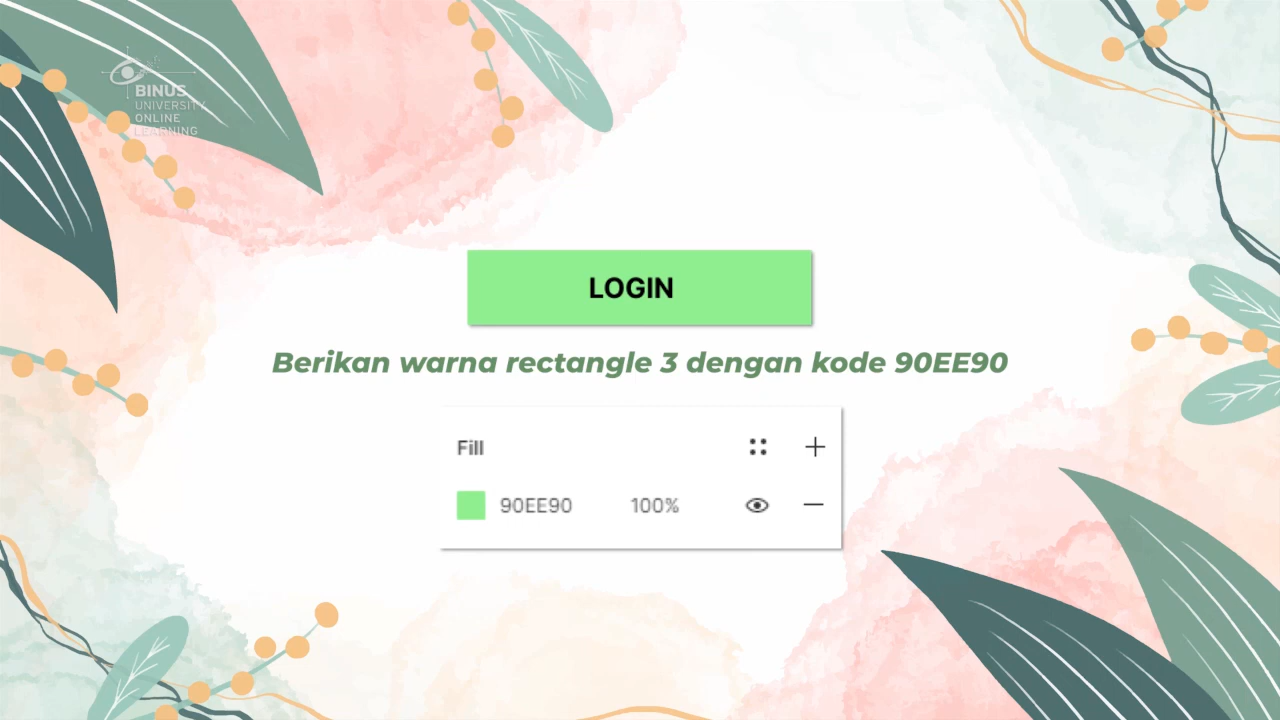 BINUS
UNIVERSITY
ONLINE
LEARNING
LOGIN
Berikan warna rectangle 3 dengan kode 90EE90
Fill
90EE90 100%